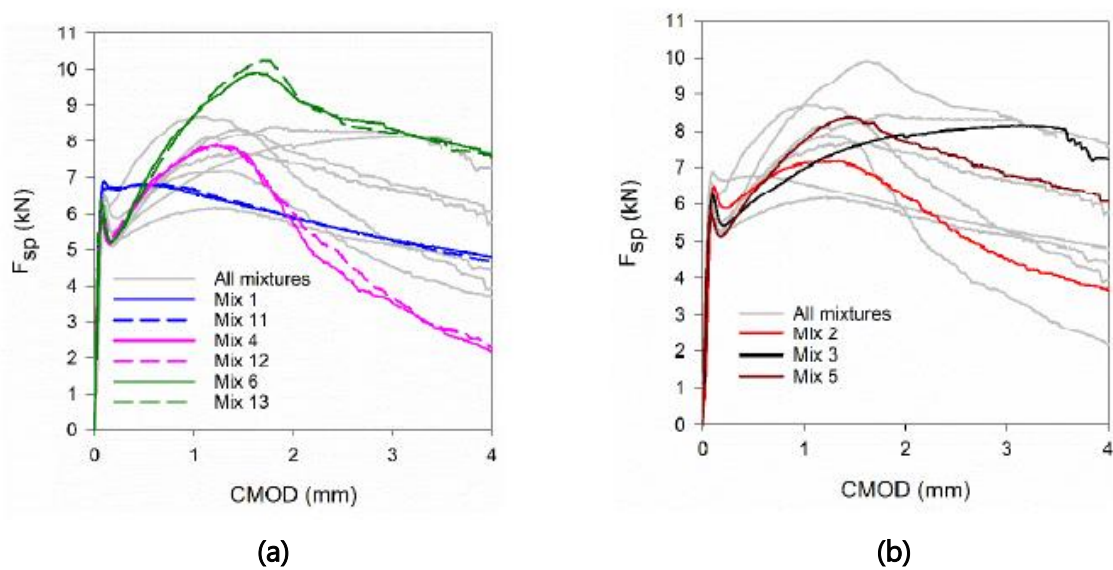 11
10
9
8
7
6
5
4
3
2
1
0
F_sp (kN)
All mixtures
Mix 1
Mix 11
Mix 4
Mix 12
Mix 6
Mix 13
0 1 2 3 4
CMOD (mm)
(a)
11
10
9
8
7
6
5
4
3
2
1
0
F_sp (kN)
All mixtures
MIx 2
Mix 3
Mix 5
0 1 2 3 4
CMOD (mm)
(b)